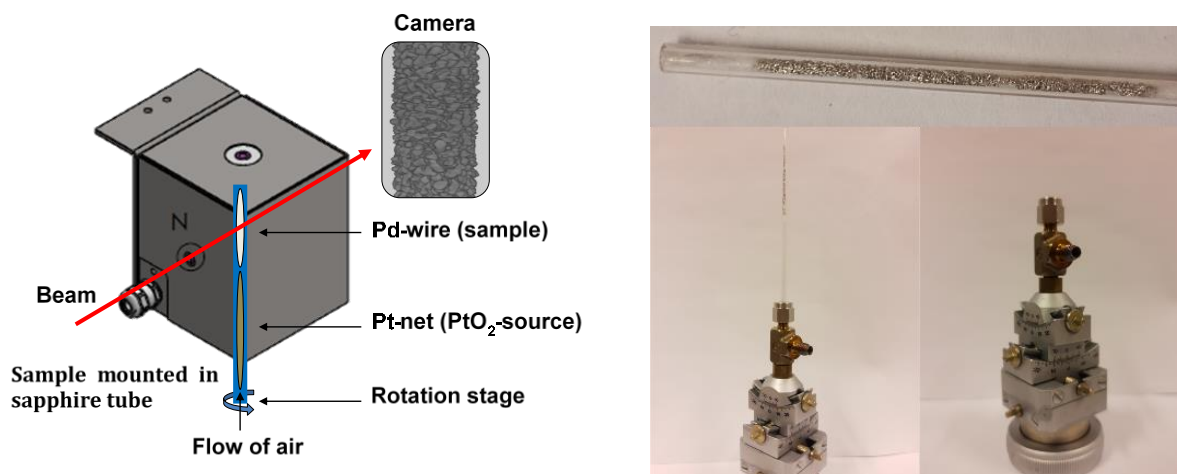 Camera
N
Pd-wire (sample)
Beam
Pt-net (PtO₂-source)
Sample mounted in
sapphire tube
Rotation stage
Flow of air